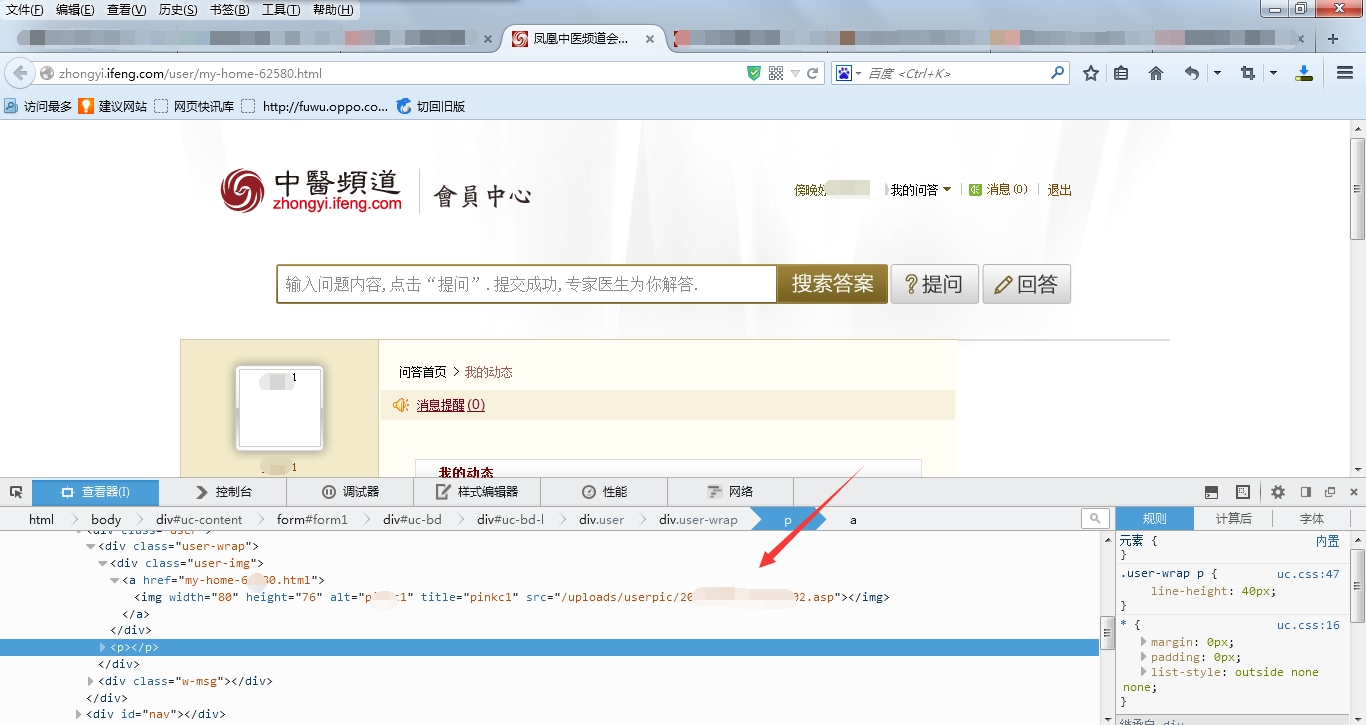 文件(F) 编辑(E) 查看(V) 历史(S) 书签(B) 工具(T) 帮助(H)
凤凰中医频道会...
zhongyi.ifeng.com/user/my-home-62580.html
百度 <Ctrl+K>
访问最多 建议网站 网页快讯库 http://fuwu.oppo.co... 切回旧版
中醫頻道
zhongyi.ifeng.com
會員中心
傍晚 我的问答 消息(0) 退出
输入问题内容,点击“提问”.提交成功,专家医生为你解答.
搜索答案 提问 回答
1
问答首页 > 我的动态
消息提醒(0)
1
我的动态
查看器(I) 控制台 调试器 样式编辑器 性能 网络
html body div#uc-content form#form1 div#uc-bd div#uc-bd-l div.user div.user-wrap p a
规则 计算后 字体
<div class="user">
<div class="user-wrap">
<div class="user-img">
<a href="my-home-6 80.html">
<img width="80" height="76" alt="p 1" title="pinkc1" src="/uploads/userpic/20 02.asp"></img>
</a>
</div>
<p></p>
</div>
<div class="w-msg"></div>
</div>
<div id="nav"></div>
元素 { 内置
}
.user-wrap p { uc.css:47
line-height: 40px;
}
* { uc.css:16
margin: 0px;
padding: 0px;
list-style: outside none
none;
}
继承自 div